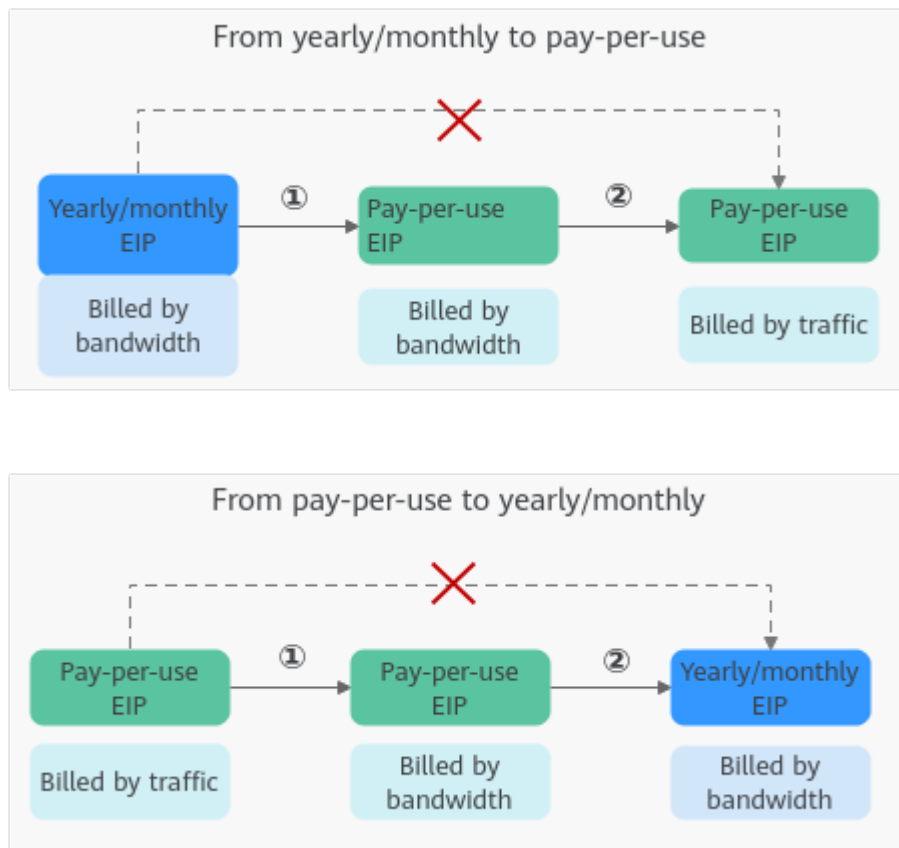 From yearly/monthly to pay-per-use
①
②
Yearly/monthly
EIP
Pay-per-use
EIP
Pay-per-use
EIP
Billed by
bandwidth
Billed by
bandwidth
Billed by traffic
From pay-per-use to yearly/monthly
①
②
Pay-per-use
EIP
Pay-per-use
EIP
Yearly/monthly
EIP
Billed by traffic
Billed by
bandwidth
Billed by
bandwidth